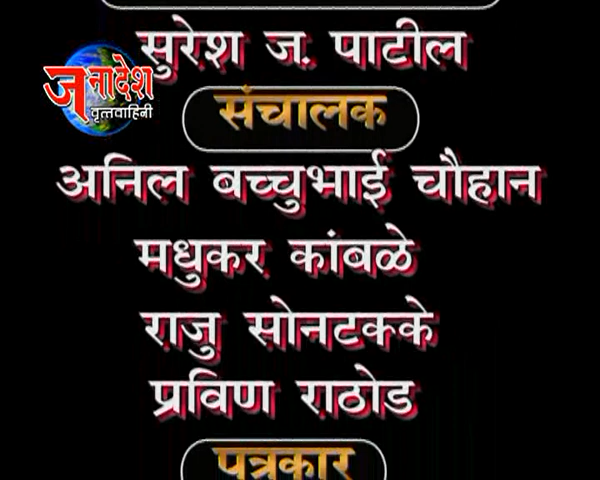 सुरेश ज. पाटील
जनादेश
वृत्तवाहिनी
संचालक
अनिल बच्चुभाई चौहान
मधुकर कांबळे
राजु सोनटक्के
प्रविण राठोड
पत्रकार